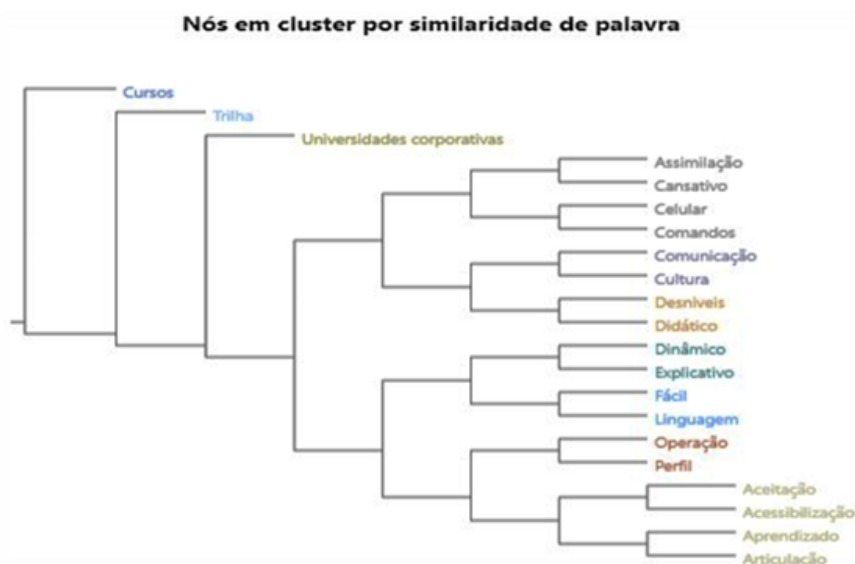 Nós em cluster por similaridade de palavra
Cursos
Trilha
Universidades corporativas
Assimilação
Cansativo
Celular
Comandos
Comunicação
Cultura
Desniveis
Didático
Dinâmico
Explicativo
Fácil
Linguagem
Operação
Perfil
Aceitação
Acessibilização
Aprendizado
Articulação